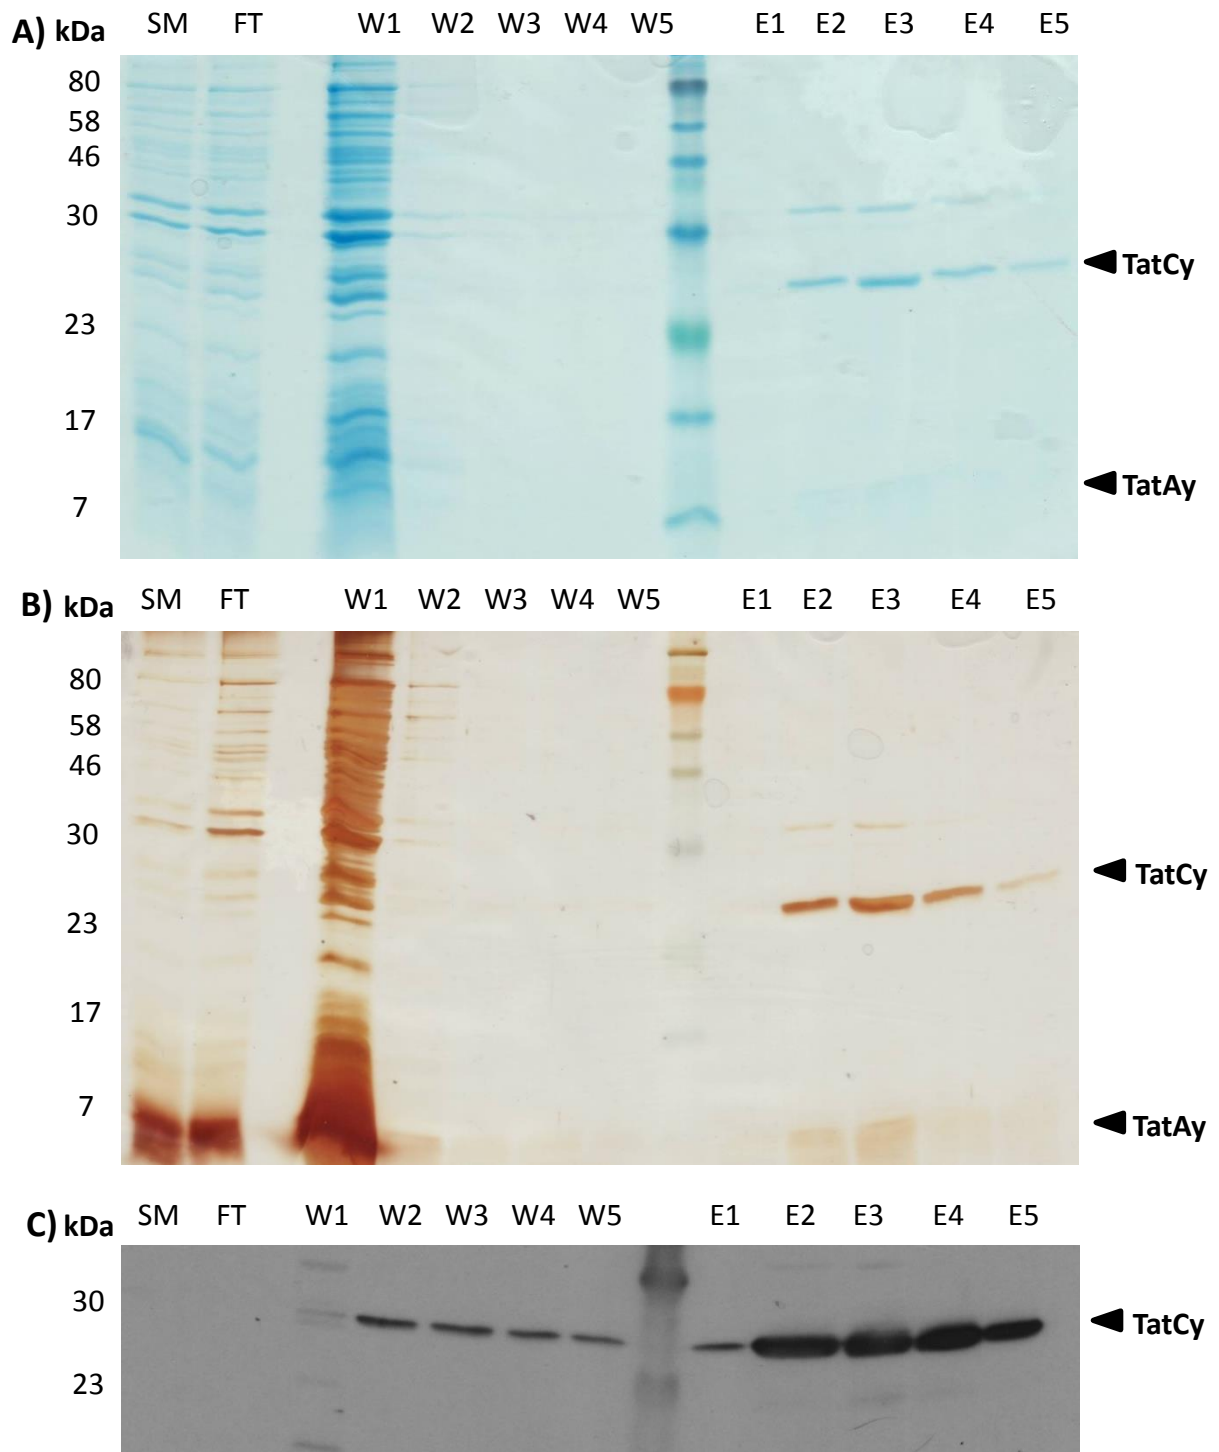 A) kDa SM FT W1 W2 W3 W4 W5 E1 E2 E3 E4 E5
80
58
46
30
TatCy
23
17
TatAy
7
B) kDa SM FT W1 W2 W3 W4 W5 E1 E2 E3 E4 E5
80
58
46
30
TatCy
23
17
7
TatAy
C) kDa SM FT W1 W2 W3 W4 W5 E1 E2 E3 E4 E5
30
TatCy
23